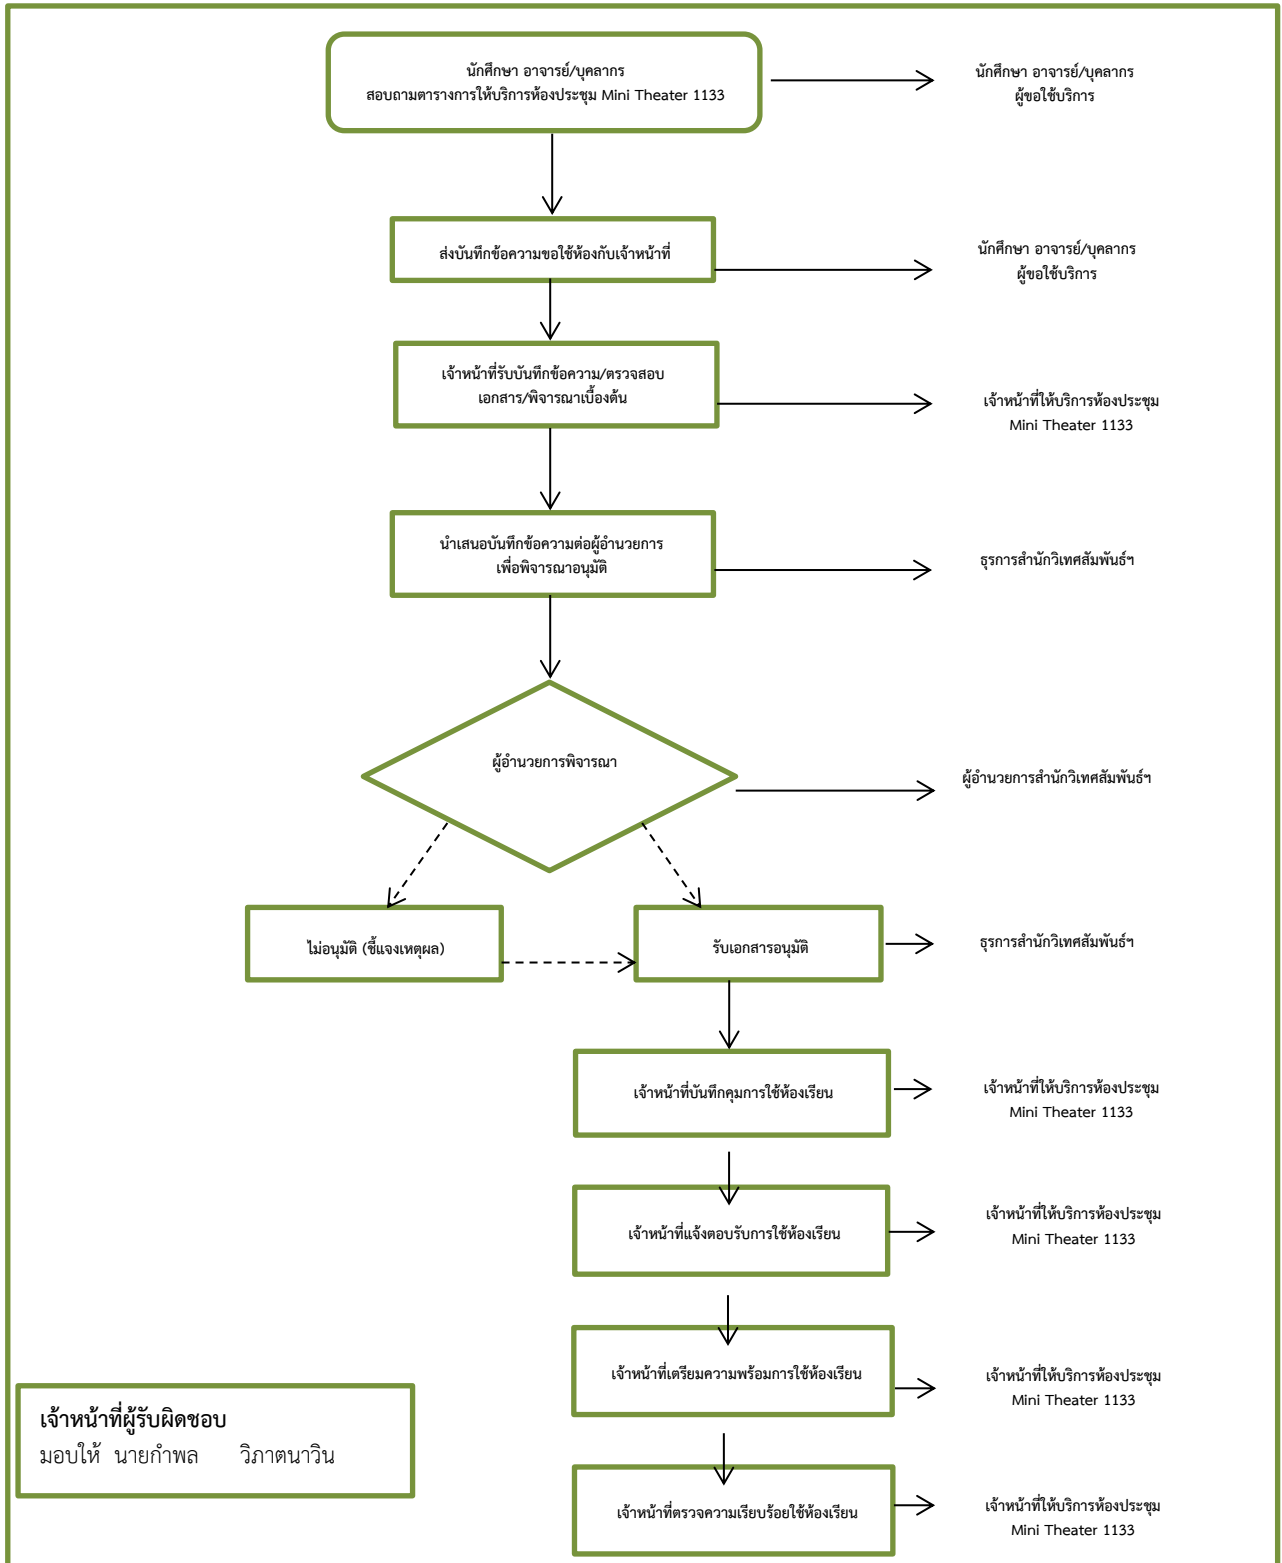 นักศึกษา อาจารย์/บุคลากร
สอบถามตารางการให้บริการห้องประชุม Mini Theater 1133
นักศึกษา อาจารย์/บุคลากร
ผู้ขอใช้บริการ
ส่งบันทึกข้อความขอใช้ห้องกับเจ้าหน้าที่
นักศึกษา อาจารย์/บุคลากร
ผู้ขอใช้บริการ
เจ้าหน้าที่รับบันทึกข้อความ/ตรวจสอบ
เอกสาร/พิจารณาเบื้องต้น
เจ้าหน้าที่ให้บริการห้องประชุม
Mini Theater 1133
นำเสนอบันทึกข้อความต่อผู้อำนวยการ
เพื่อพิจารณาอนุมัติ
ธุรการสำนักวิเทศสัมพันธ์ฯ
ผู้อำนวยการพิจารณา
ผู้อำนวยการสำนักวิเทศสัมพันธ์ฯ
ไม่อนุมัติ (ชี้แจงเหตุผล)
รับเอกสารอนุมัติ
ธุรการสำนักวิเทศสัมพันธ์ฯ
เจ้าหน้าที่บันทึกคุมการใช้ห้องเรียน
เจ้าหน้าที่ให้บริการห้องประชุม
Mini Theater 1133
เจ้าหน้าที่แจ้งตอบรับการใช้ห้องเรียน
เจ้าหน้าที่ให้บริการห้องประชุม
Mini Theater 1133
เจ้าหน้าที่เตรียมความพร้อมการใช้ห้องเรียน
เจ้าหน้าที่ให้บริการห้องประชุม
Mini Theater 1133
เจ้าหน้าที่ผู้รับผิดชอบ
มอบให้ นายกำพล วิภาตนาวิน
เจ้าหน้าที่ตรวจความเรียบร้อยใช้ห้องเรียน
เจ้าหน้าที่ให้บริการห้องประชุม
Mini Theater 1133